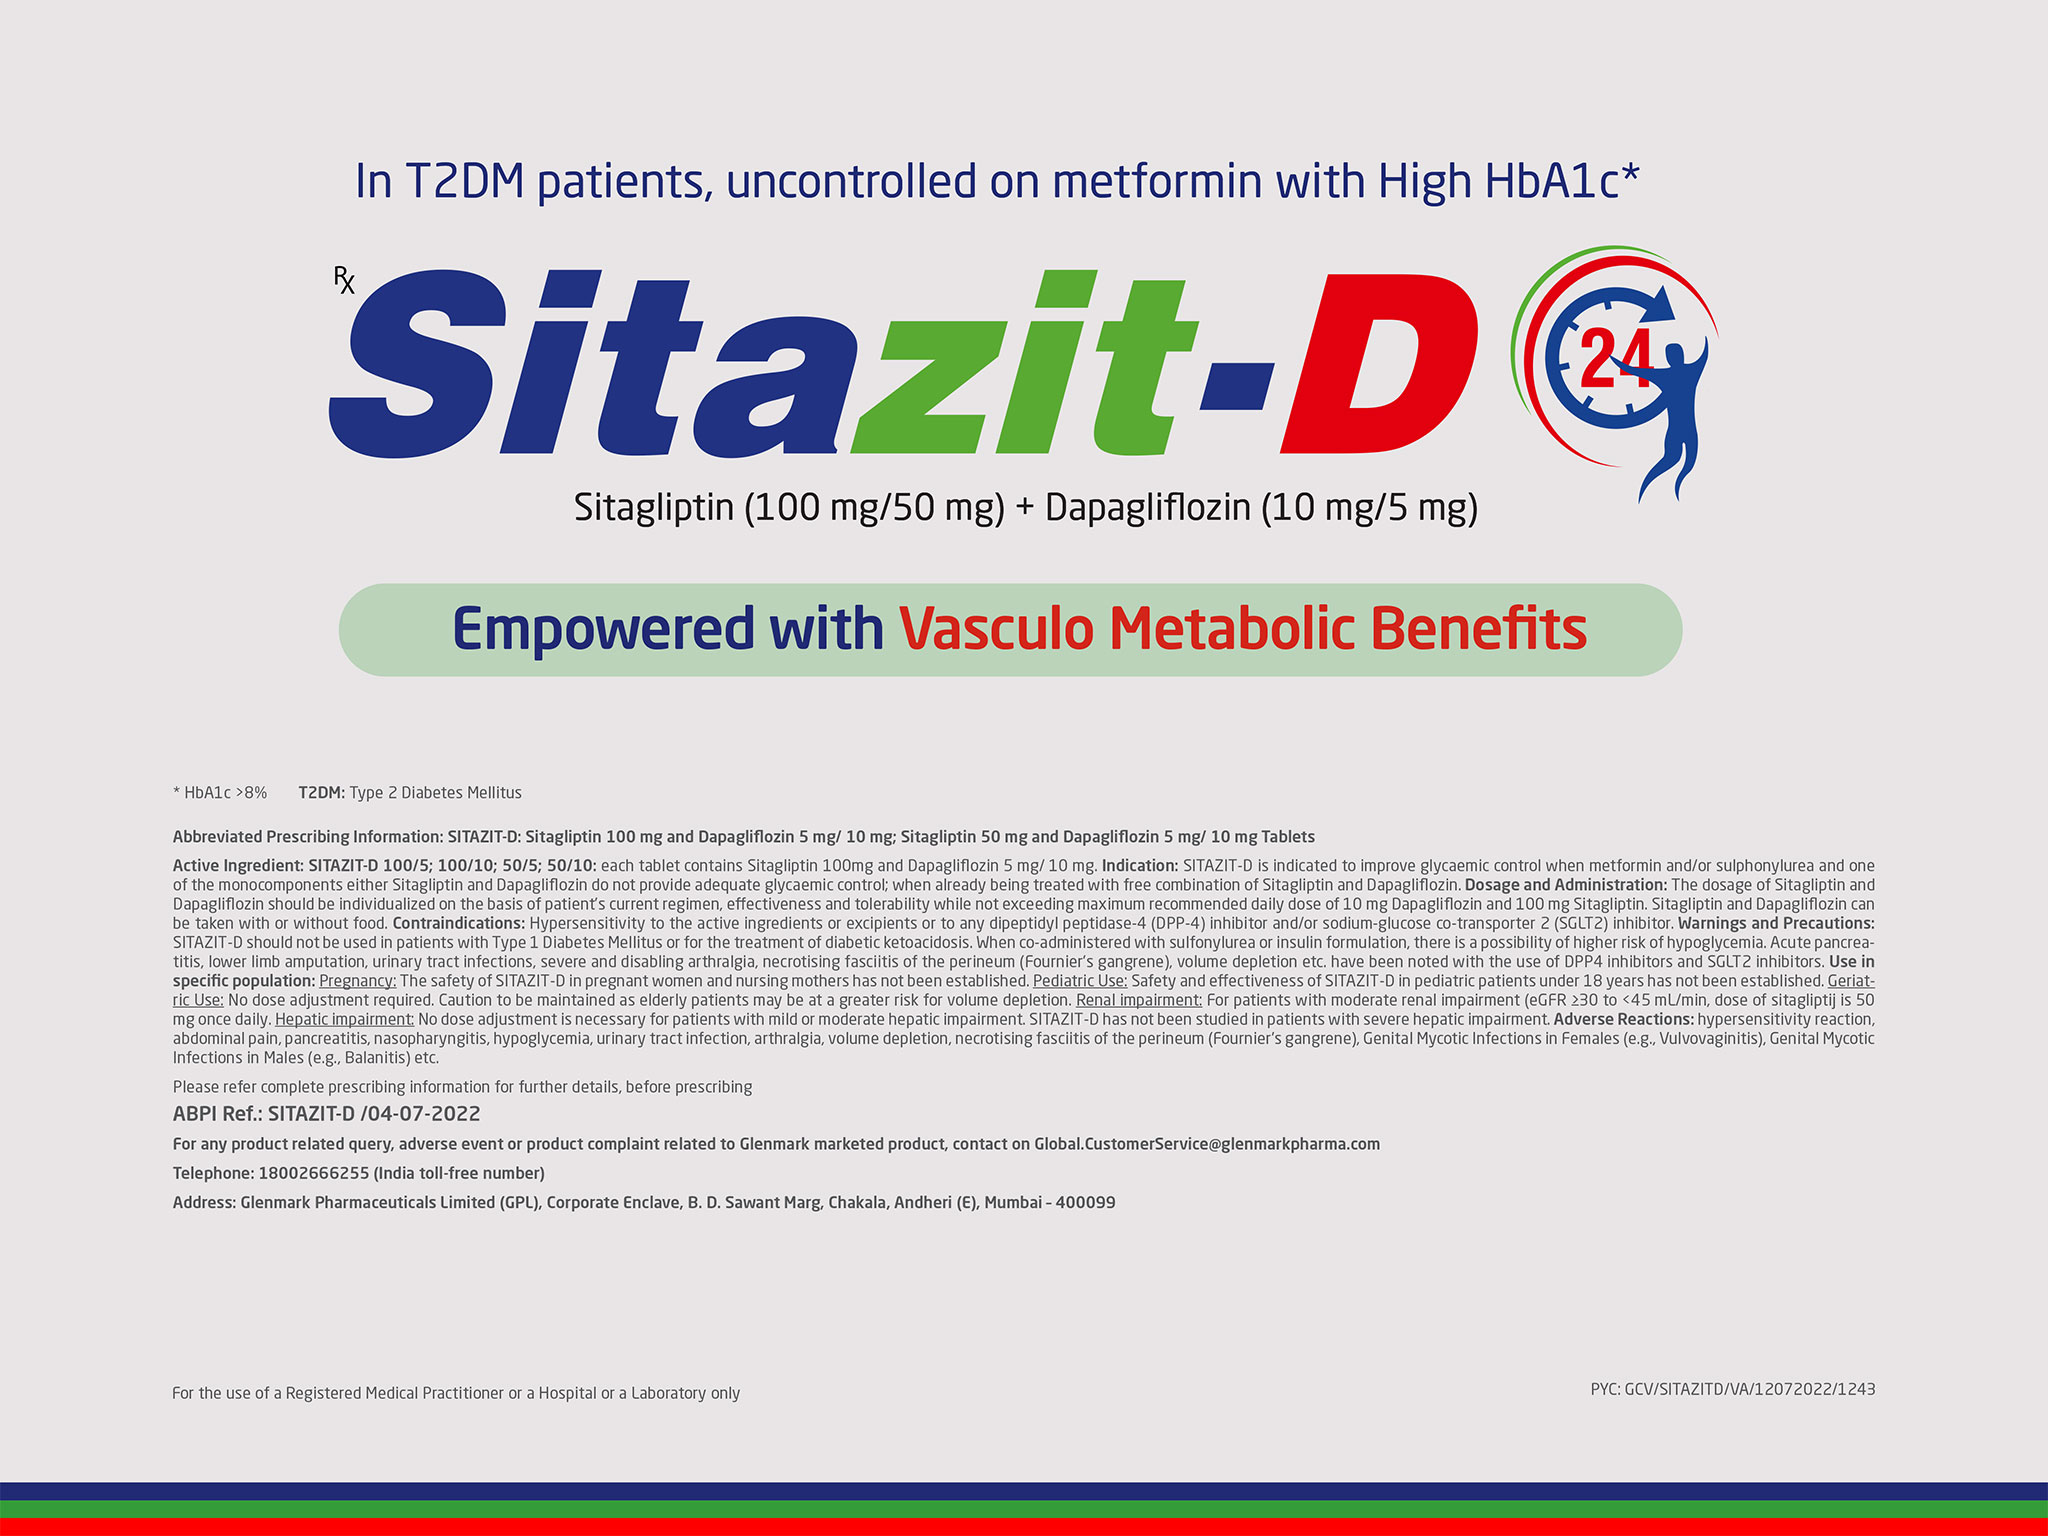 In T2DM patients, uncontrolled on metformin with High HbA1c*
Rx
Sitazit-D
24
Sitagliptin (100 mg/50 mg) + Dapagliflozin (10 mg/5 mg)
Empowered with Vasculo Metabolic Benefits
* HbA1c >8% T2DM: Type 2 Diabetes Mellitus
Abbreviated Prescribing Information: SITAZIT-D: Sitagliptin 100 mg and Dapagliflozin 5 mg/ 10 mg; Sitagliptin 50 mg and Dapagliflozin 5 mg/ 10 mg Tablets
Active Ingredient: SITAZIT-D 100/5; 100/10; 50/5; 50/10: each tablet contains Sitagliptin 100mg and Dapagliflozin 5 mg/ 10 mg. Indication: SITAZIT-D is indicated to improve glycaemic control when metformin and/or sulphonylurea and one
of the monocomponents either Sitagliptin and Dapagliflozin do not provide adequate glycaemic control; when already being treated with free combination of Sitagliptin and Dapagliflozin. Dosage and Administration: The dosage of Sitagliptin and
Dapagliflozin should be individualized on the basis of patient's current regimen, effectiveness and tolerability while not exceeding maximum recommended daily dose of 10 mg Dapagliflozin and 100 mg Sitagliptin. Sitagliptin and Dapagliflozin can
be taken with or without food. Contraindications: Hypersensitivity to the active ingredients or excipients or to any dipeptidyl peptidase-4 (DPP-4) inhibitor and/or sodium-glucose co-transporter 2 (SGLT2) inhibitor. Warnings and Precautions:
SITAZIT-D should not be used in patients with Type 1 Diabetes Mellitus or for the treatment of diabetic ketoacidosis. When co-administered with sulfonylurea or insulin formulation, there is a possibility of higher risk of hypoglycemia. Acute pancrea-
titis, lower limb amputation, urinary tract infections, severe and disabling arthralgia, necrotising fasciitis of the perineum (Fournier's gangrene), volume depletion etc. have been noted with the use of DPP4 inhibitors and SGLT2 inhibitors. Use in
specific population: Pregnancy: The safety of SITAZIT-D in pregnant women and nursing mothers has not been established. Pediatric Use: Safety and effectiveness of SITAZIT-D in pediatric patients under 18 years has not been established. Geriat-
ric Use: No dose adjustment required. Caution to be maintained as elderly patients may be at a greater risk for volume depletion. Renal impairment: For patients with moderate renal impairment (eGFR ≥30 to <45 mL/min, dose of sitagliptij is 50
mg once daily. Hepatic impairment: No dose adjustment is necessary for patients with mild or moderate hepatic impairment. SITAZIT-D has not been studied in patients with severe hepatic impairment. Adverse Reactions: hypersensitivity reaction,
abdominal pain, pancreatitis, nasopharyngitis, hypoglycemia, urinary tract infection, arthralgia, volume depletion, necrotising fasciitis of the perineum (Fournier's gangrene), Genital Mycotic Infections in Females (e.g., Vulvovaginitis), Genital Mycotic
Infections in Males (e.g., Balanitis) etc.
Please refer complete prescribing information for further details, before prescribing
ABPI Ref.: SITAZIT-D /04-07-2022
For any product related query, adverse event or product complaint related to Glenmark marketed product, contact on Global.CustomerService@glenmarkpharma.com
Telephone: 18002666255 (India toll-free number)
Address: Glenmark Pharmaceuticals Limited (GPL), Corporate Enclave, B. D. Sawant Marg, Chakala, Andheri (E), Mumbai – 400099
For the use of a Registered Medical Practitioner or a Hospital or a Laboratory only
PYC: GCV/SITAZITD/VA/12072022/1243